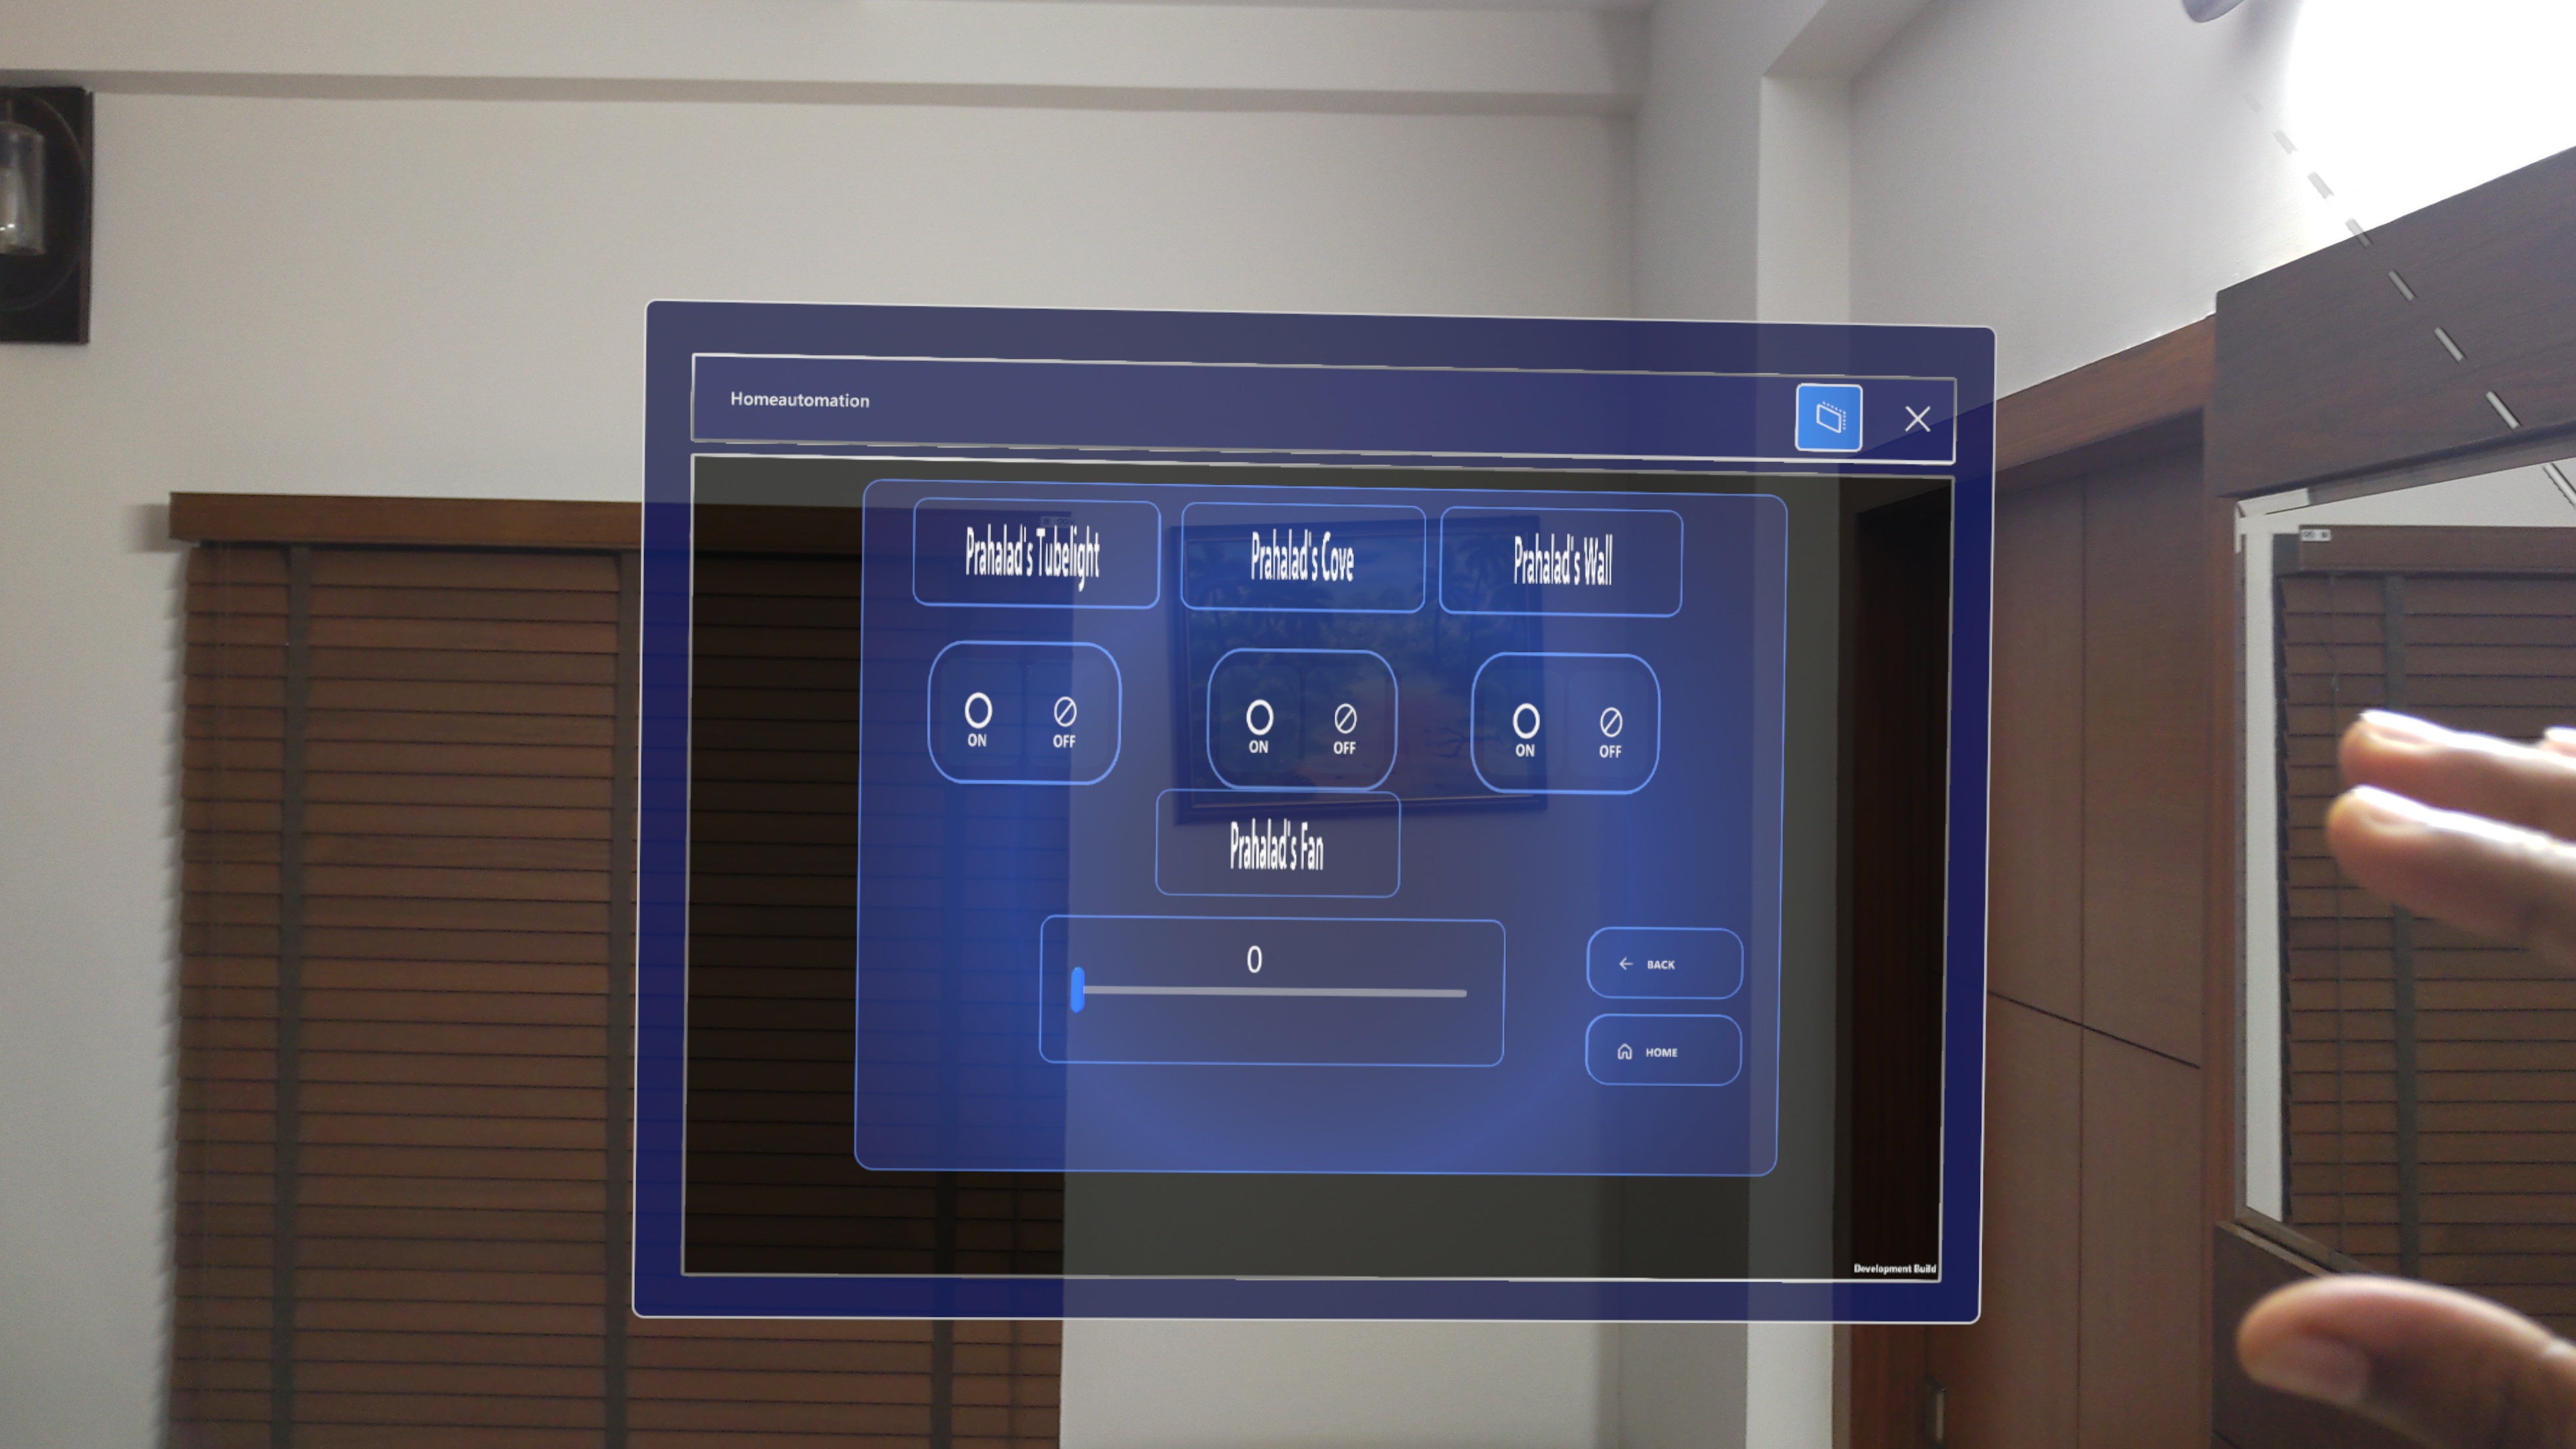 Homeautomation
Prahalad's Tubelight
Prahalad's Cove
Prahalad's Wall
ON
OFF
ON
OFF
ON
OFF
Prahalad's Fan
0
BACK
HOME
Development Build